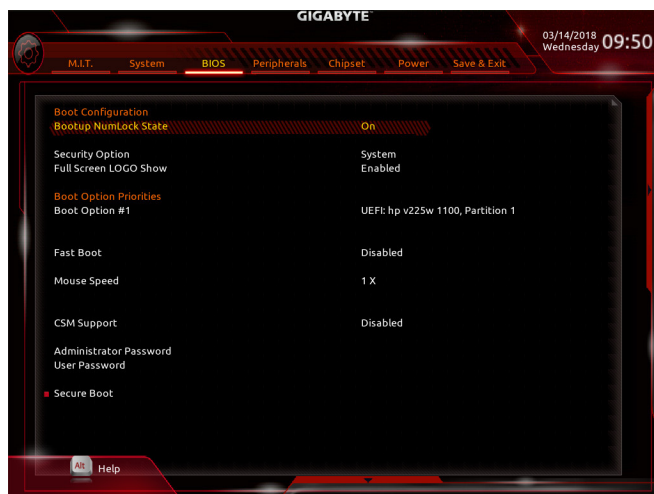 GIGABYTE
03/14/2018
Wednesday 09:50
M.I.T. System BIOS Peripherals Chipset Power Save & Exit
Boot Configuration
Bootup NumLock State On
Security Option System
Full Screen LOGO Show Enabled
Boot Option Priorities
Boot Option #1 UEFI: hp v225w 1100, Partition 1
Fast Boot Disabled
Mouse Speed 1 X
CSM Support Disabled
Administrator Password
User Password
Secure Boot
Alt Help